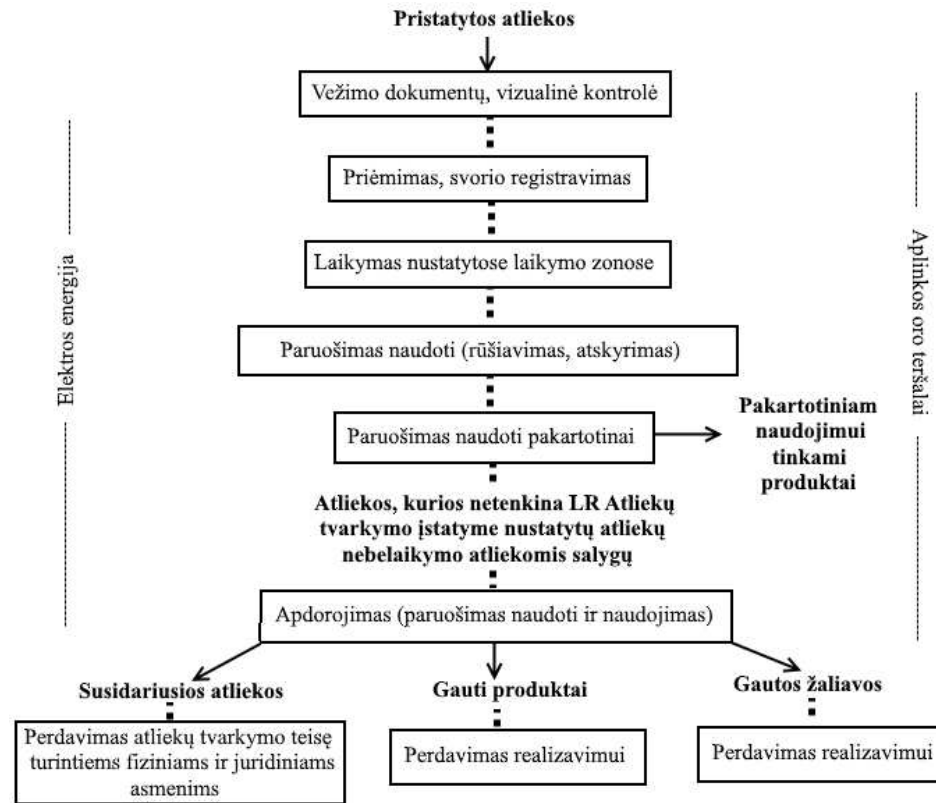 Pristatytos atliekos
Vežimo dokumentų, vizualinė kontrolė
Priėmimas, svorio registravimas
Laikymas nustatytose laikymo zonose
Elektros energija
Aplinkos oro teršalai
Paruošimas naudoti (rūšiavimas, atskyrimas)
Paruošimas naudoti pakartotinai
Pakartotiniam
naudojimui
tinkami
produktai
Atliekos, kurios netenkina LR Atliekų
tvarkymo įstatyme nustatytų atliekų
nebelaikymo atliekomis salygų
Apdorojimas (paruošimas naudoti ir naudojimas)
Susidariusios atliekos
Gauti produktai
Gautos žaliavos
Perdavimas atliekų tvarkymo teisę
turintiems fiziniams ir juridiniams
asmenims
Perdavimas realizavimui
Perdavimas realizavimui